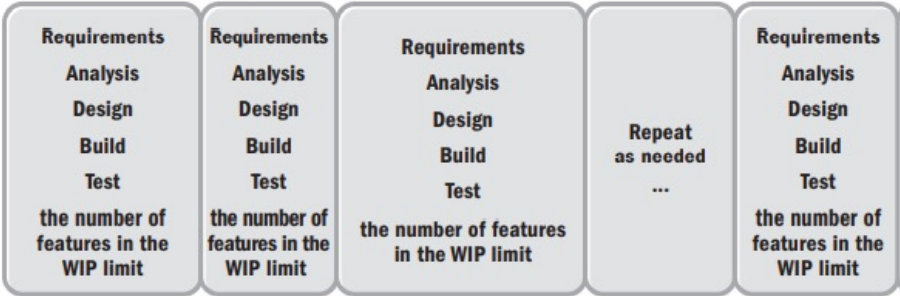 Requirements
Analysis
Design
Build
Test
the number of
features in the
WIP limit
Requirements
Analysis
Design
Build
Test
the number of
features in the
WIP limit
Requirements
Analysis
Design
Build
Test
the number of features
in the WIP limit
Repeat
as needed
...
Requirements
Analysis
Design
Build
Test
the number of
features in the
WIP limit